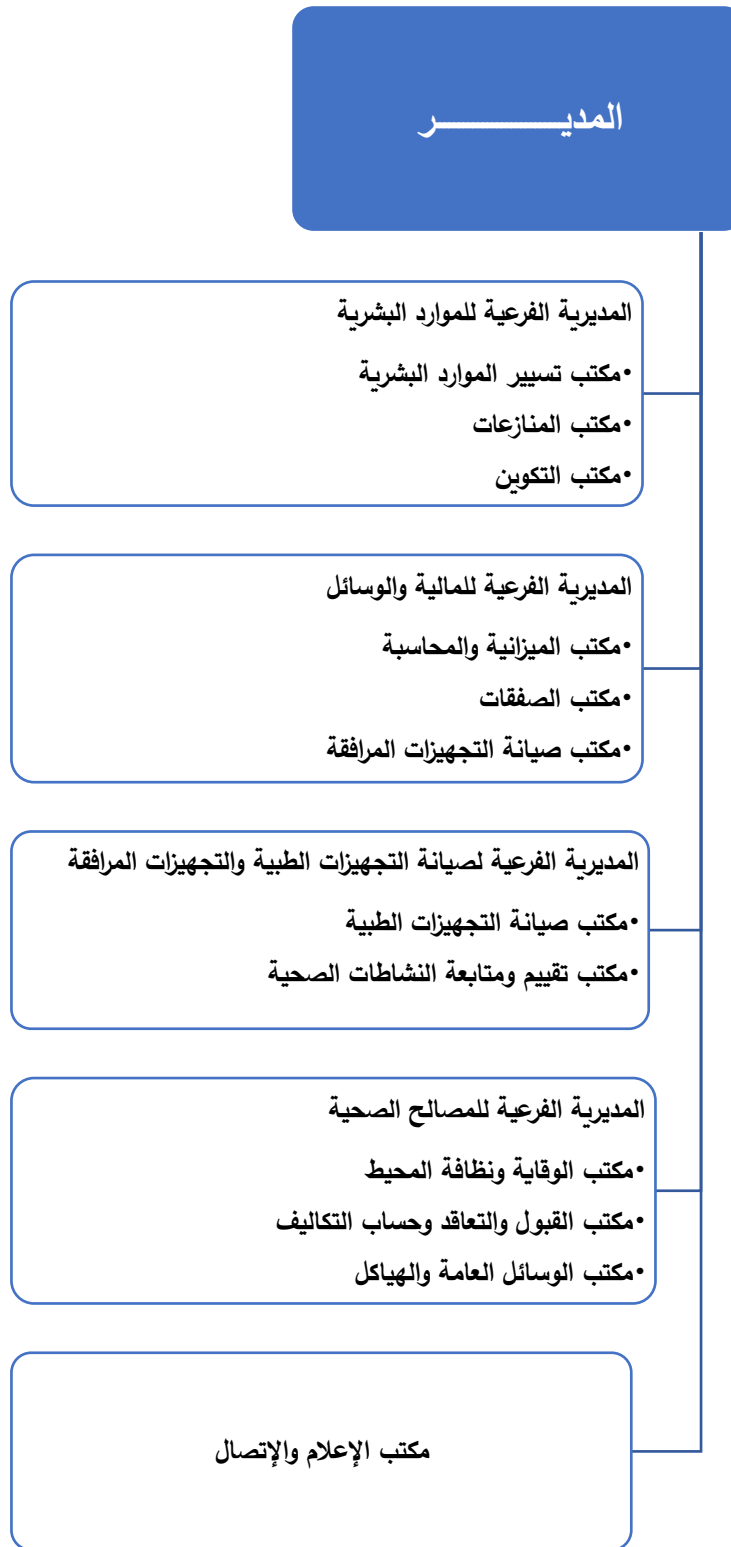 المديـــــــــــــر
المديرية الفرعية للموارد البشرية
•مكتب تسيير الموارد البشرية
•مكتب المنازعات
•مكتب التكوين
المديرية الفرعية للمالية والوسائل
•مكتب الميزانية والمحاسبة
•مكتب الصفقات
•مكتب صيانة التجهيزات المرافقة
المديرية الفرعية لصيانة التجهيزات الطبية والتجهيزات المرافقة
•مكتب صيانة التجهيزات الطبية
•مكتب تقييم ومتابعة النشاطات الصحية
المديرية الفرعية للمصالح الصحية
•مكتب الوقاية ونظافة المحيط
•مكتب القبول والتعاقد وحساب التكاليف
•مكتب الوسائل العامة والهياكل
مكتب الإعلام والإتصال